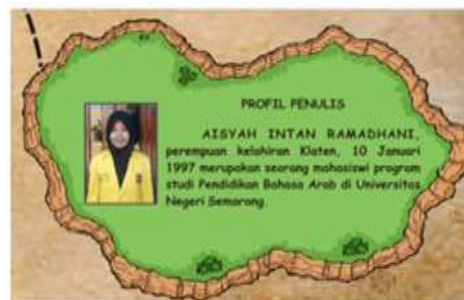 PROFIL PENULIS
AISYAH INTAN RAMADHANI,
perempuan kelahiran Klaten, 10 Januari
1997 merupakan seorang mahasiswi program
studi Pendidikan Bahasa Arab di Universitas
Negeri Semarang.